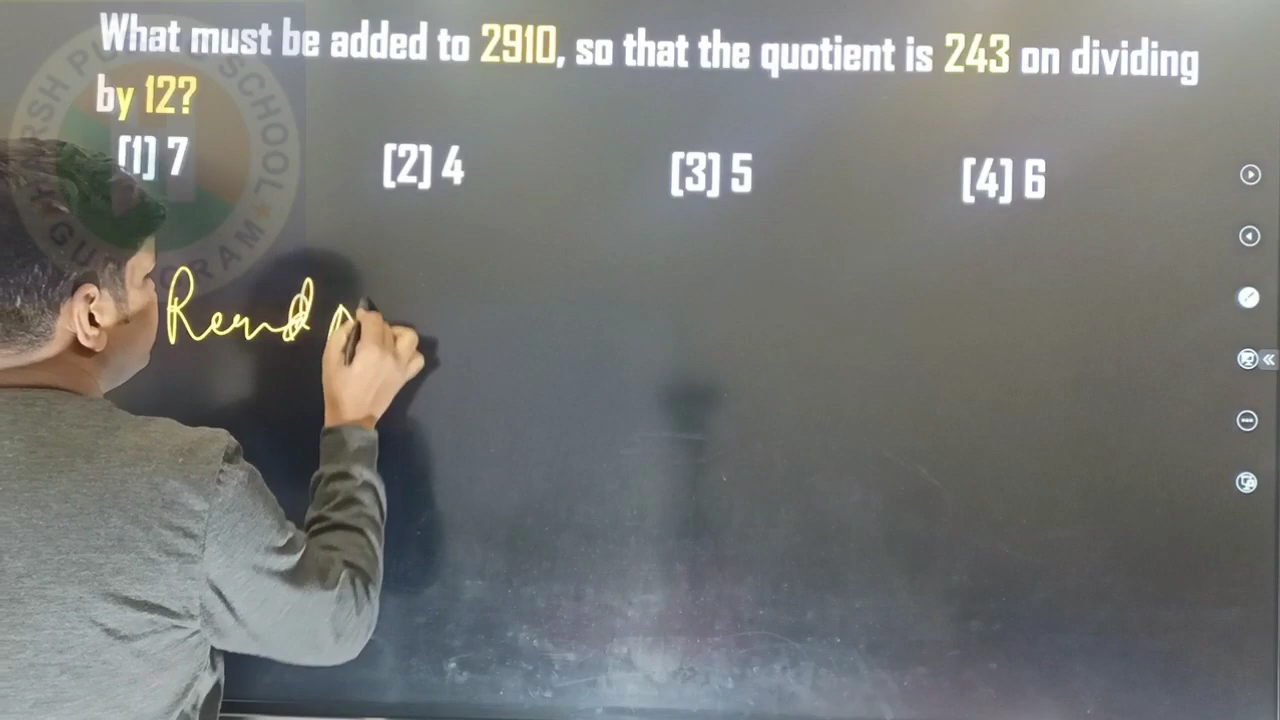 What must be added to 2910, so that the quotient is 243 on dividing
by 12?
(1) 7 (2) 4 (3) 5 (4) 6